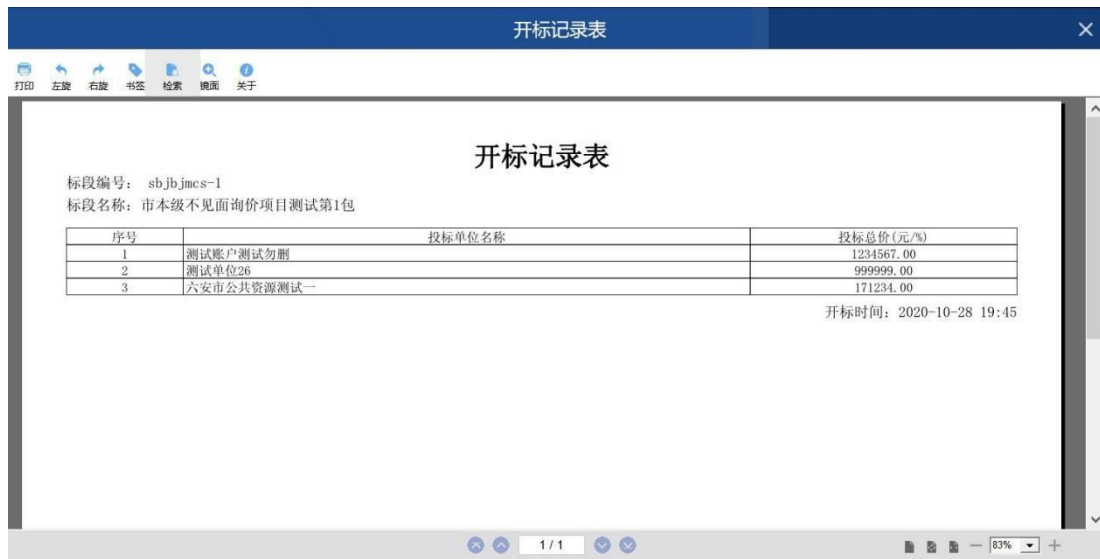 开标记录表
打印 左旋 右旋 书签 检索 镜面 关于
开标记录表
标段编号： sbjbjmcs-1
标段名称：市本级不见面询价项目测试第1包
序号 投标单位名称 投标总价(元/%)
1 测试账户测试勿删 1234567.00
2 测试单位26 999999.00
3 六安市公共资源测试一 171234.00
开标时间：2020-10-28 19:45
1/1 83%